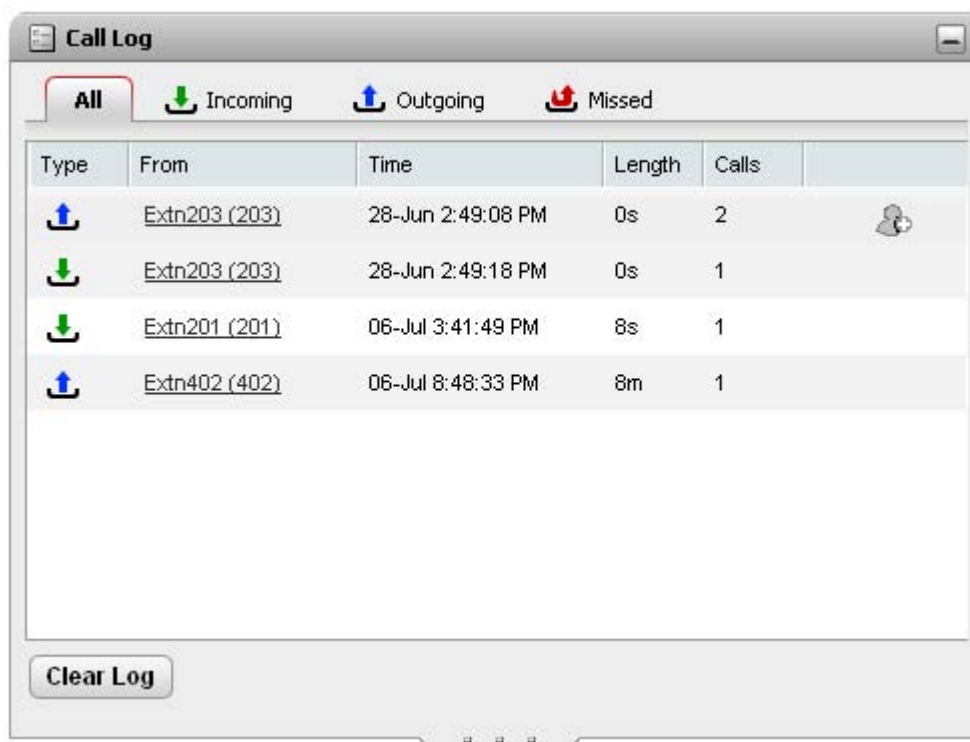 Call Log
All Incoming Outgoing Missed
Type From Time Length Calls
Extn203 (203) 28-Jun 2:49:08 PM 0s 2
Extn203 (203) 28-Jun 2:49:18 PM 0s 1
Extn201 (201) 06-Jul 3:41:49 PM 8s 1
Extn402 (402) 06-Jul 8:48:33 PM 8m 1
Clear Log